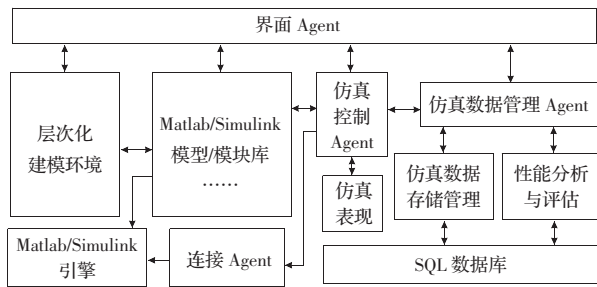 界面 Agent
层次化
建模环境
Matlab/Simulink
模型/模块库
……
仿真
控制
Agent
仿真数据管理 Agent
仿真
表现
仿真数据
存储管理
性能分析
与评估
Matlab/Simulink
引擎
连接 Agent
SQL 数据库